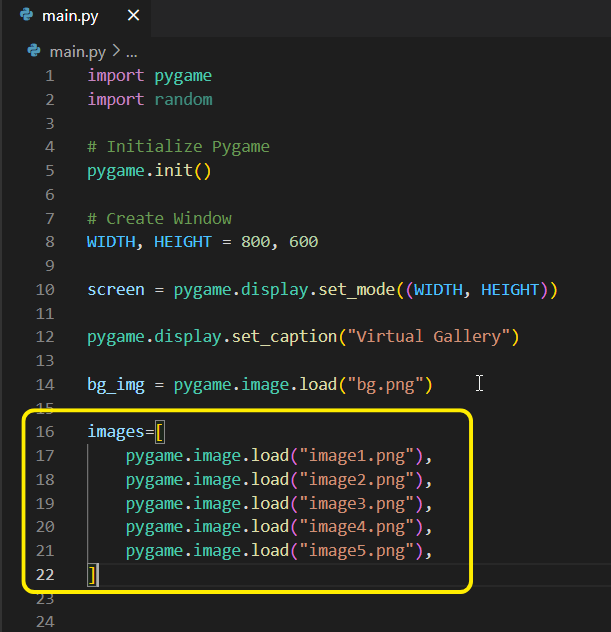 main.py ×
main.py > ...
1 import pygame
2 import random
3
4 # Initialize Pygame
5 pygame.init()
6
7 # Create Window
8 WIDTH, HEIGHT = 800, 600
9
10 screen = pygame.display.set_mode((WIDTH, HEIGHT))
11
12 pygame.display.set_caption("Virtual Gallery")
13
14 bg_img = pygame.image.load("bg.png")
15
16 images=[
17     pygame.image.load("image1.png"),
18     pygame.image.load("image2.png"),
19     pygame.image.load("image3.png"),
20     pygame.image.load("image4.png"),
21     pygame.image.load("image5.png"),
22 ]
23
24